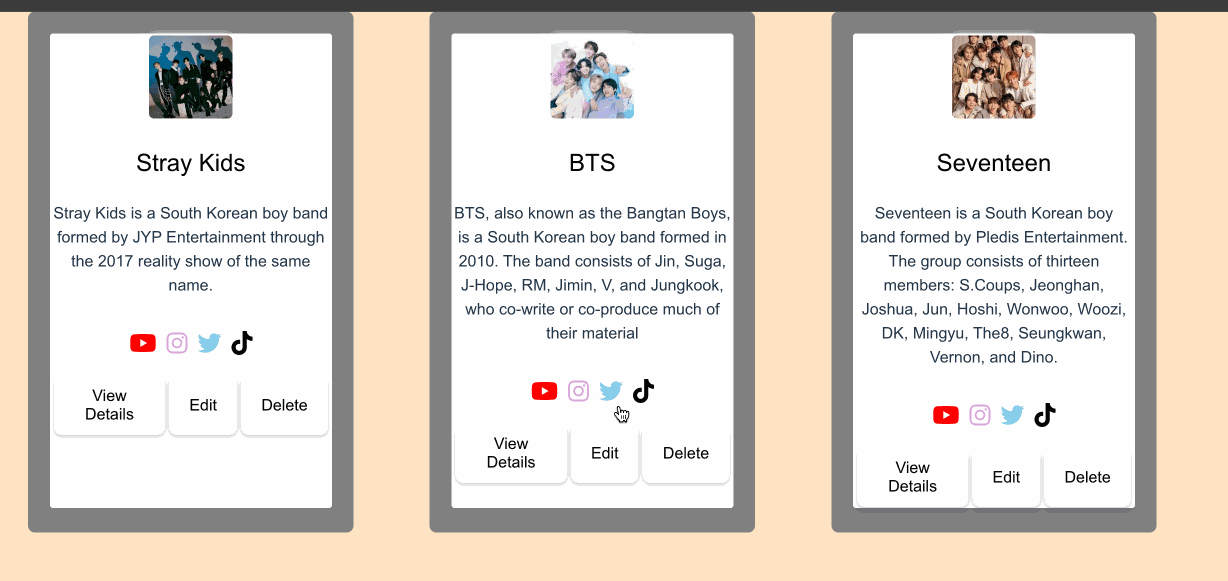 Stray Kids
Stray Kids is a South Korean boy band
formed by JYP Entertainment through
the 2017 reality show of the same
name.
View
Details
Edit
Delete
BTS
BTS, also known as the Bangtan Boys,
is a South Korean boy band formed in
2010. The band consists of Jin, Suga,
J-Hope, RM, Jimin, V, and Jungkook,
who co-write or co-produce much of
their material
View
Details
Edit
Delete
Seventeen
Seventeen is a South Korean boy
band formed by Pledis Entertainment.
The group consists of thirteen
members: S.Coups, Jeonghan,
Joshua, Jun, Hoshi, Wonwoo, Woozi,
DK, Mingyu, The8, Seungkwan,
Vernon, and Dino.
View
Details
Edit
Delete